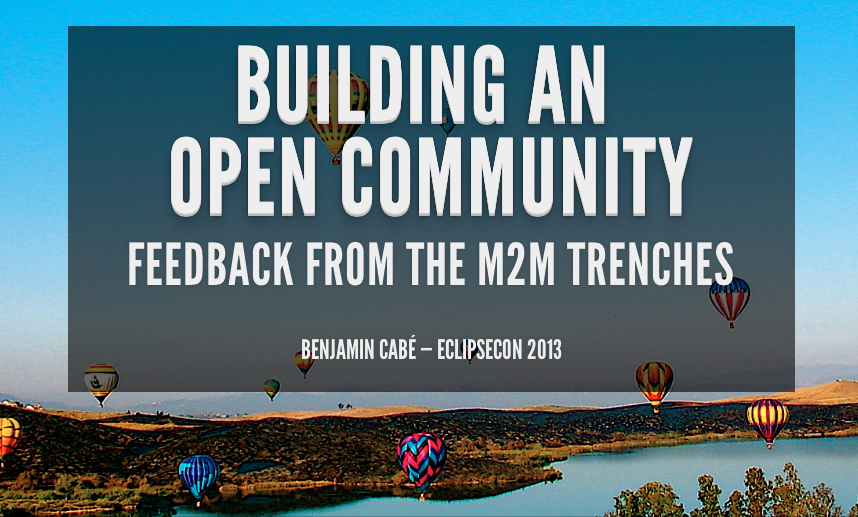 BUILDING AN
OPEN COMMUNITY
FEEDBACK FROM THE M2M TRENCHES
BENJAMIN CABÉ – ECLIPSECON 2013